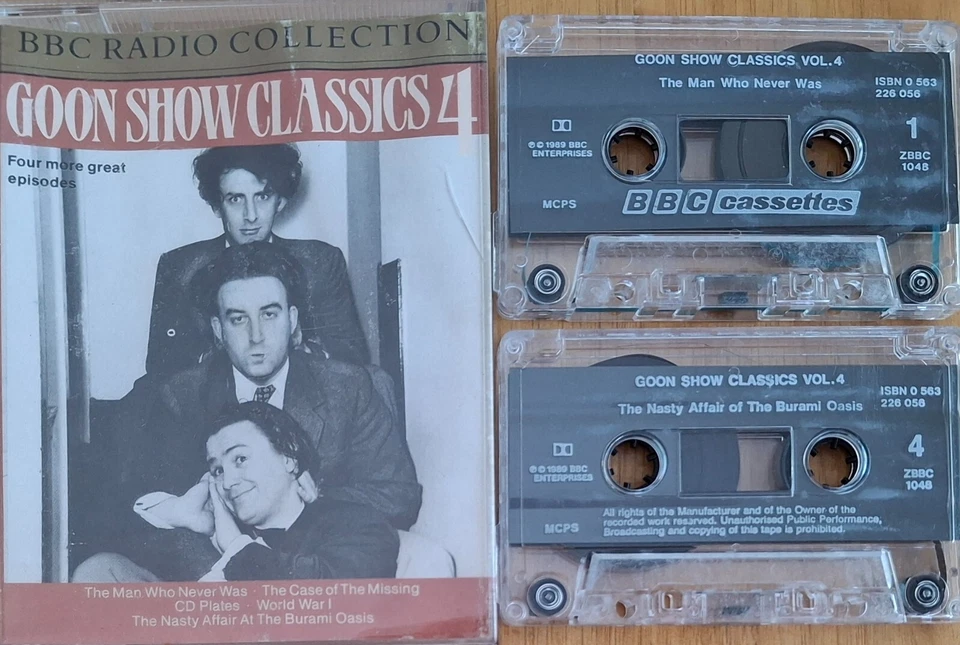 BBC RADIO COLLECTION
GOON SHOW CLASSICS 4
Four more great
episodes
The Man Who Never Was · The Case of The Missing
CD Plates · World War I
The Nasty Affair At The Burami Oasis
GOON SHOW CLASSICS VOL.4
The Man Who Never Was
ISBN 0 563
226 056
1
ZBBC
1048
℗ © 1989 BBC
ENTERPRISES
MCPS
BBC cassettes
GOON SHOW CLASSICS VOL.4
The Nasty Affair of The Burami Oasis
ISBN 0 563
226 056
4
ZBBC
1048
℗ © 1989 BBC
ENTERPRISES
MCPS
All rights of the Manufacturer and of the Owner of the
recorded work reserved. Unauthorised Public Performance,
Broadcasting and copying of this tape is prohibited.